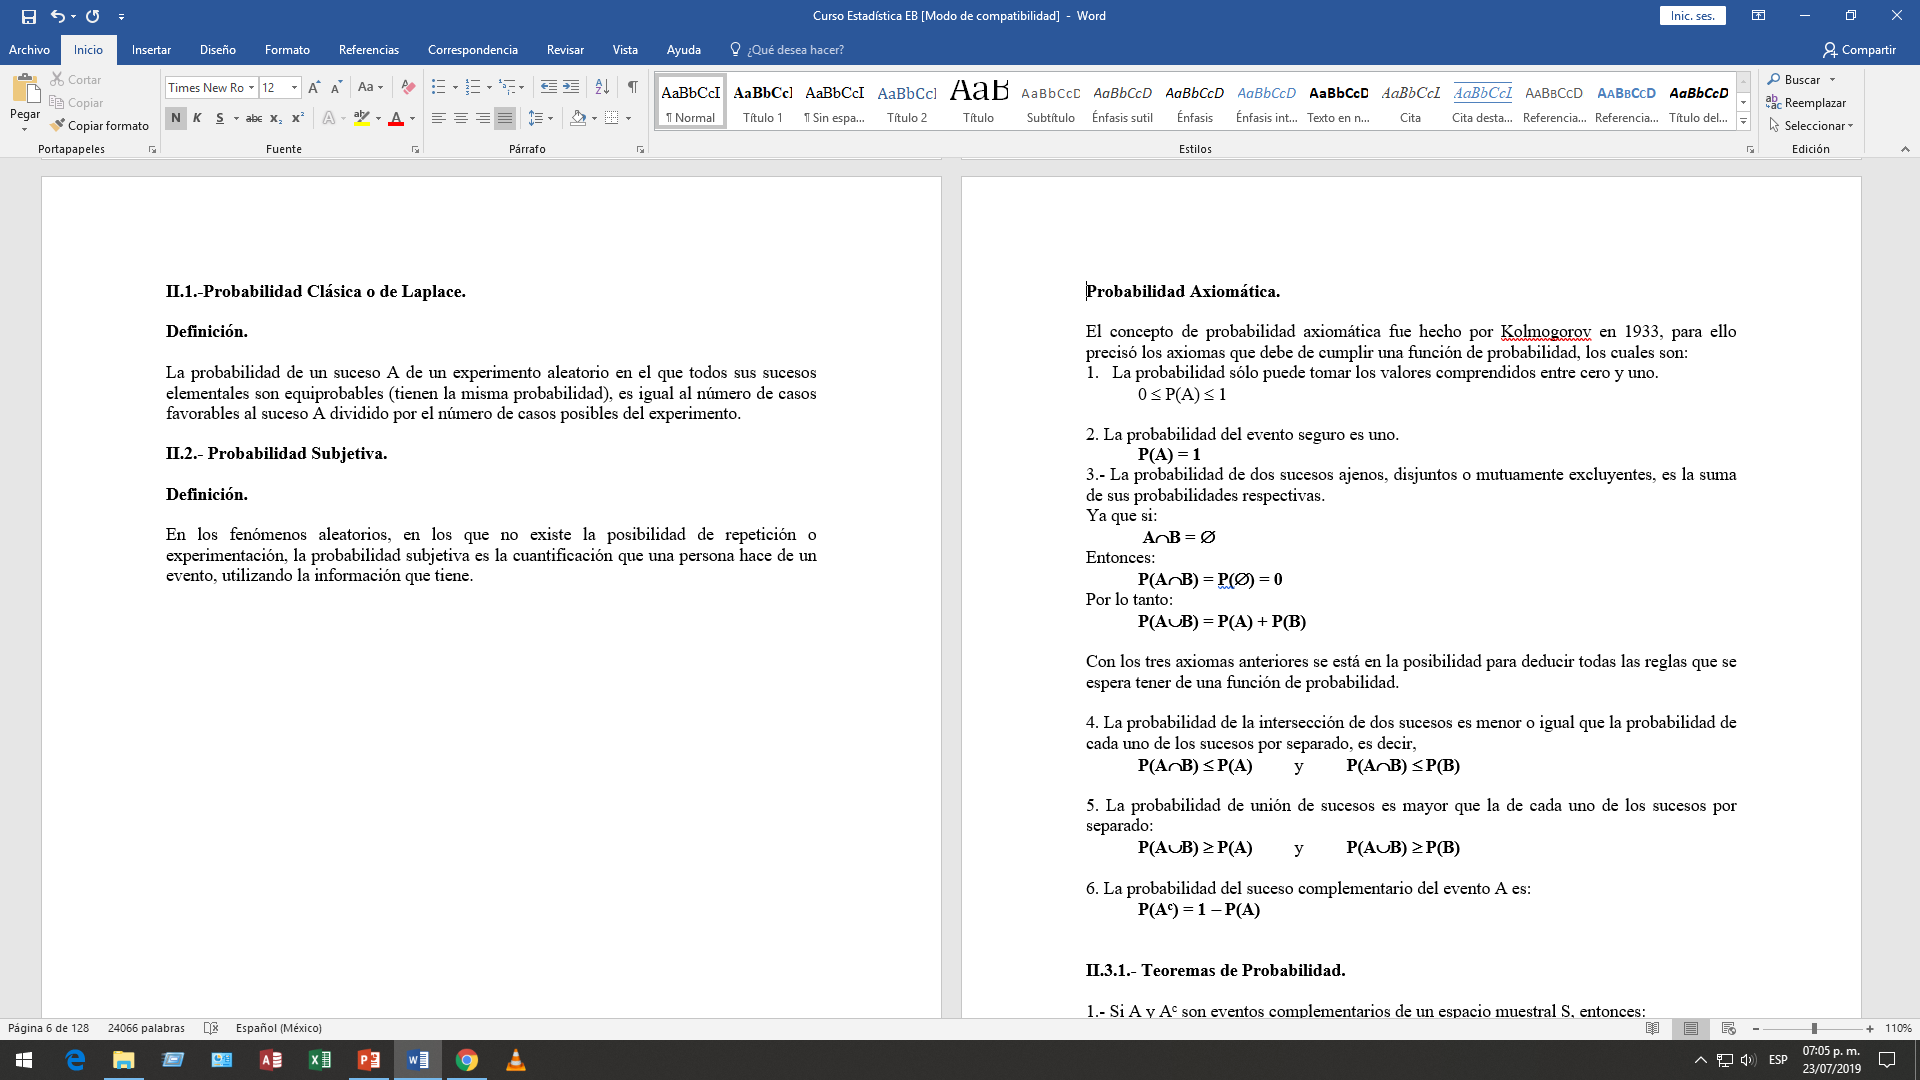 Curso Estadística EB [Modo de compatibilidad] - Word
Inic. ses.
Archivo Inicio Insertar Diseño Formato Referencias Correspondencia Revisar Vista Ayuda ¿Qué desea hacer? Compartir
Pegar
Cortar
Copiar
Copiar formato
Portapapeles
Times New Ro 12
N K S abc x₂ x²
Fuente
Párrafo
AaBbCcI AaBbCcI AaBbCcI AaBbCcI AaB AaBbCcD AaBbCcD AaBbCcD AaBbCcD AaBbCcD AaBbCcL AaBbCcL AaBbCcD AaBbCcD AaBbCcD
¶ Normal Título 1 ¶ Sin espa... Título 2 Título Subtítulo Énfasis sutil Énfasis Énfasis int... Texto en n... Cita Cita desta... Referencia... Referencia... Título del...
Estilos
Buscar
Reemplazar
Seleccionar
Edición
II.1.-Probabilidad Clásica o de Laplace.
Definición.
La probabilidad de un suceso A de un experimento aleatorio en el que todos sus sucesos
elementales son equiprobables (tienen la misma probabilidad), es igual al número de casos
favorables al suceso A dividido por el número de casos posibles del experimento.
II.2.- Probabilidad Subjetiva.
Definición.
En los fenómenos aleatorios, en los que no existe la posibilidad de repetición o
experimentación, la probabilidad subjetiva es la cuantificación que una persona hace de un
evento, utilizando la información que tiene.
Probabilidad Axiomática.
El concepto de probabilidad axiomática fue hecho por Kolmogorov en 1933, para ello
precisó los axiomas que debe de cumplir una función de probabilidad, los cuales son:
1. La probabilidad sólo puede tomar los valores comprendidos entre cero y uno.
0 ≤ P(A) ≤ 1
2. La probabilidad del evento seguro es uno.
P(A) = 1
3.- La probabilidad de dos sucesos ajenos, disjuntos o mutuamente excluyentes, es la suma
de sus probabilidades respectivas.
Ya que si:
A∩B = ∅
Entonces:
P(A∩B) = P(∅) = 0
Por lo tanto:
P(A∪B) = P(A) + P(B)
Con los tres axiomas anteriores se está en la posibilidad para deducir todas las reglas que se
espera tener de una función de probabilidad.
4. La probabilidad de la intersección de dos sucesos es menor o igual que la probabilidad de
cada uno de los sucesos por separado, es decir,
P(A∩B) ≤ P(A) y P(A∩B) ≤ P(B)
5. La probabilidad de unión de sucesos es mayor que la de cada uno de los sucesos por
separado:
P(A∪B) ≥ P(A) y P(A∪B) ≥ P(B)
6. La probabilidad del suceso complementario del evento A es:
P(Aᶜ) = 1 – P(A)
II.3.1.- Teoremas de Probabilidad.
1.- Si A y Aᶜ son eventos complementarios de un espacio muestral S, entonces:
Página 6 de 128 24066 palabras Español (México) 110%
ESP
07:05 p. m.
23/07/2019